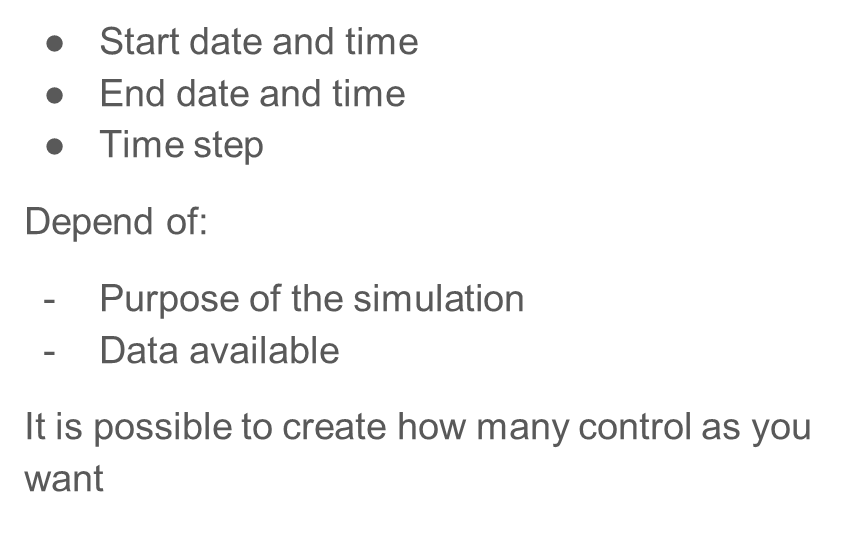 ● Start date and time
● End date and time
● Time step
Depend of:
- Purpose of the simulation
- Data available
It is possible to create how many control as you
want